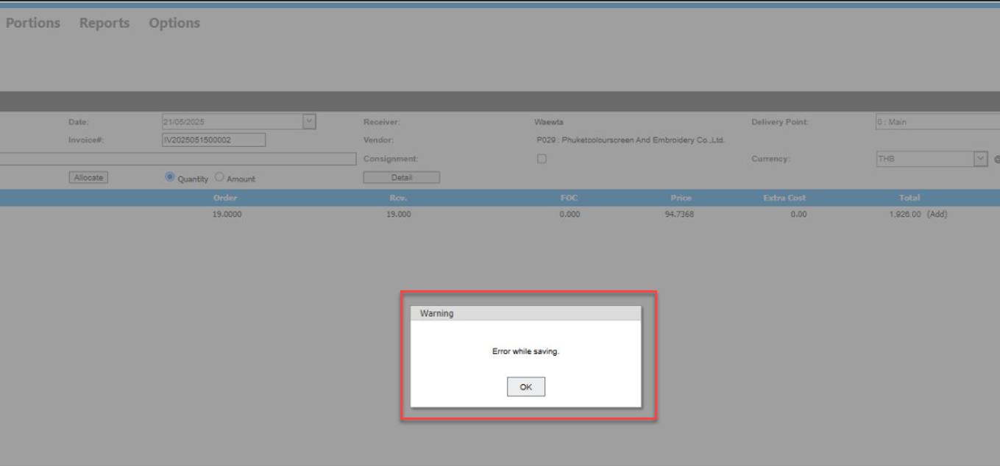 Portions Reports Options
Date: 21/05/2025 Receiver: Waewta Delivery Point: 0 : Main
Invoice#: IV2025051500002 Vendor: P029 : Phuketcolourscreen And Embroidery Co.,Ltd.
Consignment: Currency: THB @
Allocate Quantity Amount Detail
Order Rcv. FOC Price Extra Cost Total
19.0000 19.000 0.000 94.7368 0.00 1,926.00 (Add)
Warning
Error while saving.
OK